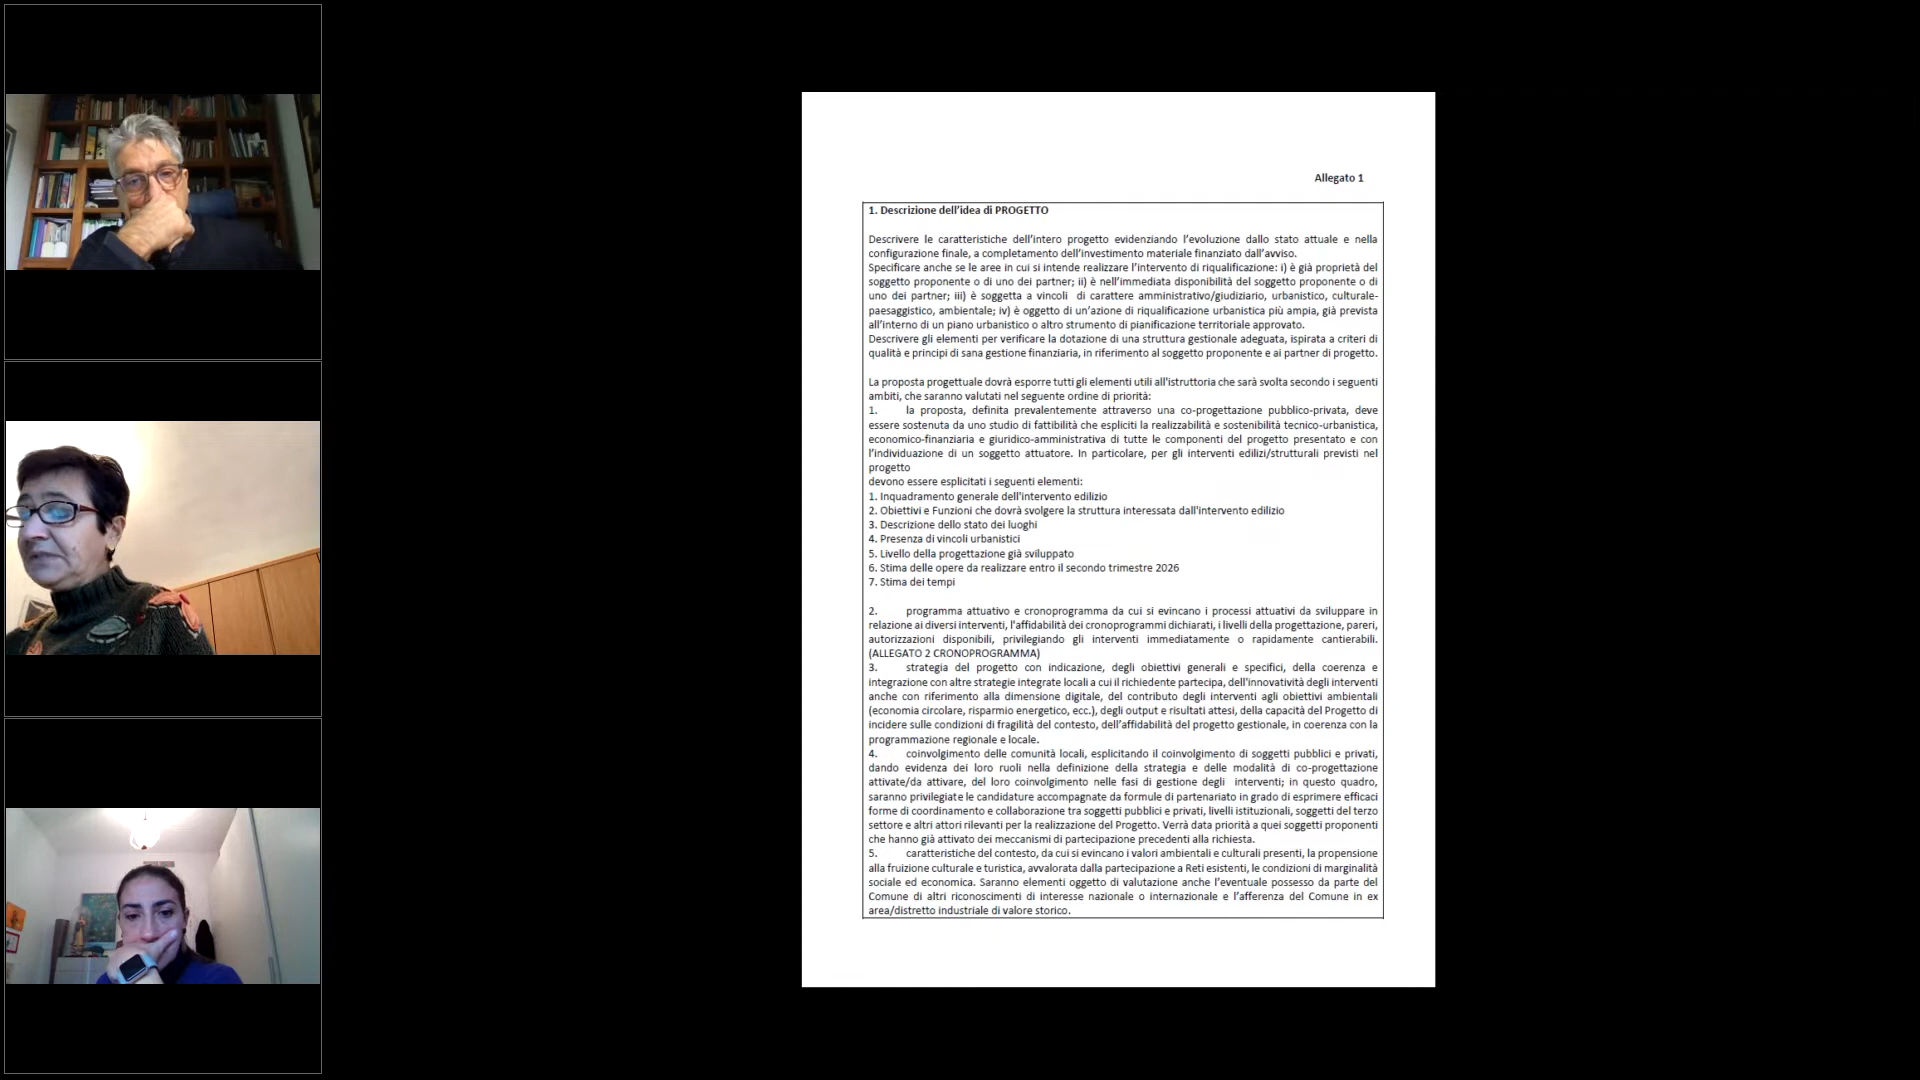 Allegato 1
1. Descrizione dell’idea di PROGETTO
Descrivere le caratteristiche dell’intero progetto evidenziando l’evoluzione dallo stato attuale e nella
configurazione finale, a completamento dell’investimento materiale finanziato dall’avviso.
Specificare anche se le aree in cui si intende realizzare l’intervento di riqualificazione: i) è già proprietà del
soggetto proponente o di uno dei partner; ii) è nell’immediata disponibilità del soggetto proponente o di
uno dei partner; iii) è soggetta a vincoli di carattere amministrativo/giudiziario, urbanistico, culturale-
paesaggistico, ambientale; iv) è oggetto di un’azione di riqualificazione urbanistica più ampia, già prevista
all’interno di un piano urbanistico o altro strumento di pianificazione territoriale approvato.
Descrivere gli elementi per verificare la dotazione di una struttura gestionale adeguata, ispirata a criteri di
qualità e principi di sana gestione finanziaria, in riferimento al soggetto proponente e ai partner di progetto.
La proposta progettuale dovrà esporre tutti gli elementi utili all'istruttoria che sarà svolta secondo i seguenti
ambiti, che saranno valutati nel seguente ordine di priorità:
1. la proposta, definita prevalentemente attraverso una co-progettazione pubblico-privata, deve
essere sostenuta da uno studio di fattibilità che espliciti la realizzabilità e sostenibilità tecnico-urbanistica,
economico-finanziaria e giuridico-amministrativa di tutte le componenti del progetto presentato e con
l’individuazione di un soggetto attuatore. In particolare, per gli interventi edilizi/strutturali previsti nel
progetto
devono essere esplicitati i seguenti elementi:
1. Inquadramento generale dell'intervento edilizio
2. Obiettivi e Funzioni che dovrà svolgere la struttura interessata dall'intervento edilizio
3. Descrizione dello stato dei luoghi
4. Presenza di vincoli urbanistici
5. Livello della progettazione già sviluppato
6. Stima delle opere da realizzare entro il secondo trimestre 2026
7. Stima dei tempi
2. programma attuativo e cronoprogramma da cui si evincano i processi attuativi da sviluppare in
relazione ai diversi interventi, l'affidabilità dei cronoprogrammi dichiarati, i livelli della progettazione, pareri,
autorizzazioni disponibili, privilegiando gli interventi immediatamente o rapidamente cantierabili.
(ALLEGATO 2 CRONOPROGRAMMA)
3. strategia del progetto con indicazione, degli obiettivi generali e specifici, della coerenza e
integrazione con altre strategie integrate locali a cui il richiedente partecipa, dell'innovatività degli interventi
anche con riferimento alla dimensione digitale, del contributo degli interventi agli obiettivi ambientali
(economia circolare, risparmio energetico, ecc.), degli output e risultati attesi, della capacità del Progetto di
incidere sulle condizioni di fragilità del contesto, dell’affidabilità del progetto gestionale, in coerenza con la
programmazione regionale e locale.
4. coinvolgimento delle comunità locali, esplicitando il coinvolgimento di soggetti pubblici e privati,
dando evidenza dei loro ruoli nella definizione della strategia e delle modalità di co-progettazione
attivate/da attivare, del loro coinvolgimento nelle fasi di gestione degli interventi; in questo quadro,
saranno privilegiate le candidature accompagnate da formule di partenariato in grado di esprimere efficaci
forme di coordinamento e collaborazione tra soggetti pubblici e privati, livelli istituzionali, soggetti del terzo
settore e altri attori rilevanti per la realizzazione del Progetto. Verrà data priorità a quei soggetti proponenti
che hanno già attivato dei meccanismi di partecipazione precedenti alla richiesta.
5. caratteristiche del contesto, da cui si evincano i valori ambientali e culturali presenti, la propensione
alla fruizione culturale e turistica, avvalorata dalla partecipazione a Reti esistenti, le condizioni di marginalità
sociale ed economica. Saranno elementi oggetto di valutazione anche l’eventuale possesso da parte del
Comune di altri riconoscimenti di interesse nazionale o internazionale e l’afferenza del Comune in ex
area/distretto industriale di valore storico.